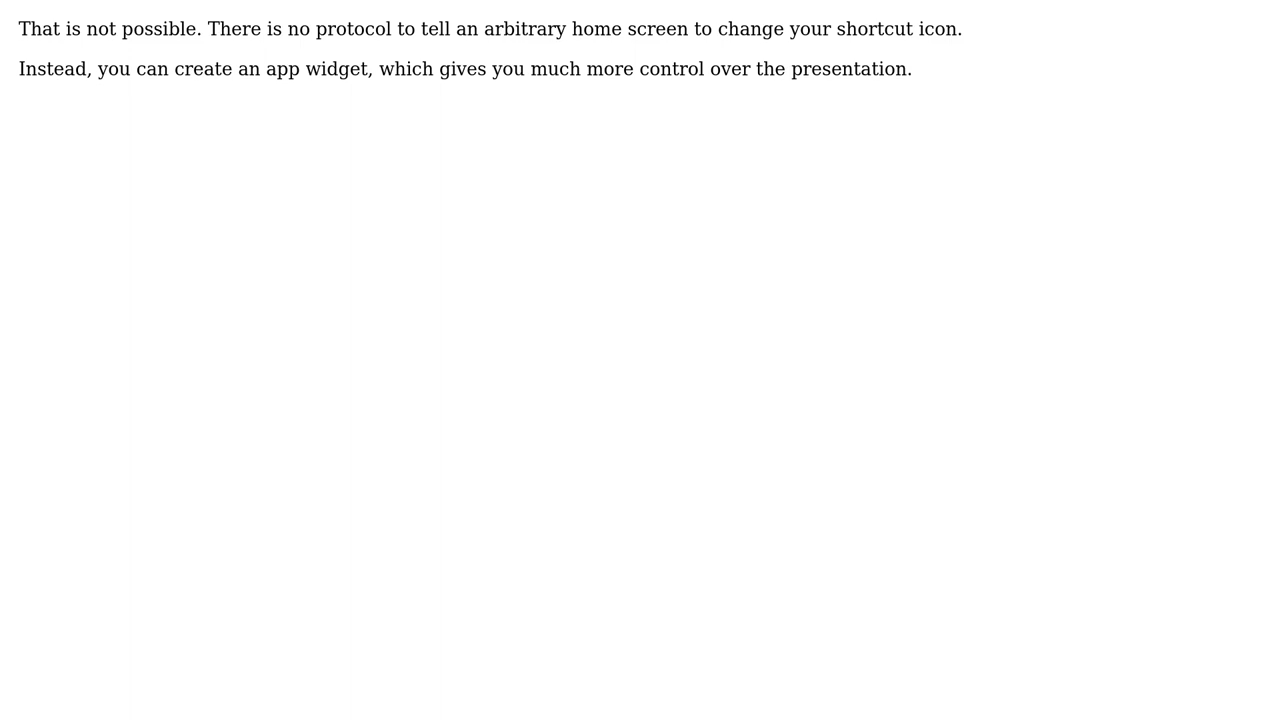 That is not possible. There is no protocol to tell an arbitrary home screen to change your shortcut icon.
Instead, you can create an app widget, which gives you much more control over the presentation.